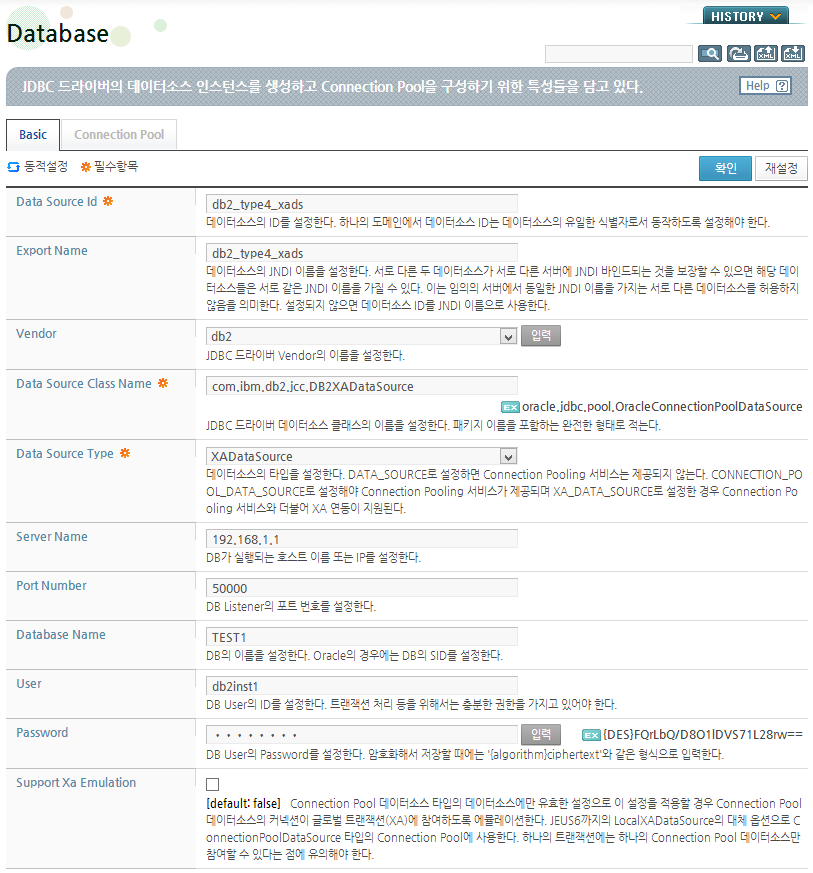 HISTORY
Database
JDBC 드라이버의 데이터소스 인스턴스를 생성하고 Connection Pool을 구성하기 위한 특성들을 담고 있다.
Help ?
Basic
Connection Pool
동적설정 필수항목
확인
재설정
Data Source Id
db2_type4_xads
데이터소스의 ID를 설정한다. 하나의 도메인에서 데이터소스 ID는 데이터소스의 유일한 식별자로서 동작하도록 설정해야 한다.
Export Name
db2_type4_xads
데이터소스의 JNDI 이름을 설정한다. 서로 다른 두 데이터소스가 서로 다른 서버에 JNDI 바인드되는 것을 보장할 수 있으면 해당 데이
터소스들은 서로 같은 JNDI 이름을 가질 수 있다. 이는 임의의 서버에서 동일한 JNDI 이름을 가지는 서로 다른 데이터소스를 허용하지
않음을 의미한다. 설정되지 않으면 데이터소스 ID를 JNDI 이름으로 사용한다.
Vendor
db2
입력
JDBC 드라이버 Vendor의 이름을 설정한다.
Data Source Class Name
com.ibm.db2.jcc.DB2XADataSource
EX oracle.jdbc.pool.OracleConnectionPoolDataSource
JDBC 드라이버 데이터소스 클래스의 이름을 설정한다. 패키지 이름을 포함하는 완전한 형태로 적는다.
Data Source Type
XADataSource
데이터소스의 타입을 설정한다. DATA_SOURCE로 설정하면 Connection Pooling 서비스는 제공되지 않는다. CONNECTION_PO
OL_DATA_SOURCE로 설정해야 Connection Pooling 서비스가 제공되며 XA_DATA_SOURCE로 설정한 경우 Connection Po
oling 서비스와 더불어 XA 연동이 지원된다.
Server Name
192.168.1.1
DB가 실행되는 호스트 이름 또는 IP를 설정한다.
Port Number
50000
DB Listener의 포트 번호를 설정한다.
Database Name
TEST1
DB의 이름을 설정한다. Oracle의 경우에는 DB의 SID를 설정한다.
User
db2inst1
DB User의 ID를 설정한다. 트랜잭션 처리 등을 위해서는 충분한 권한을 가지고 있어야 한다.
Password
••••••••
입력
EX {DES}FQrLbQ/D8O1lDVS71L28rw==
DB User의 Password를 설정한다. 암호화해서 저장할 때에는 '{algorithm}ciphertext'와 같은 형식으로 입력한다.
Support Xa Emulation
[default: false] Connection Pool 데이터소스 타입의 데이터소스에만 유효한 설정으로 이 설정을 적용할 경우 Connection Pool
데이터소스의 커넥션이 글로벌 트랜잭션(XA)에 참여하도록 에뮬레이션한다. JEUS6까지의 LocalXADataSource의 대체 옵션으로 C
onnectionPoolDataSource 타입의 Connection Pool에 사용한다. 하나의 트랜잭션에는 하나의 Connection Pool 데이터소스만
참여할 수 있다는 점에 유의해야 한다.